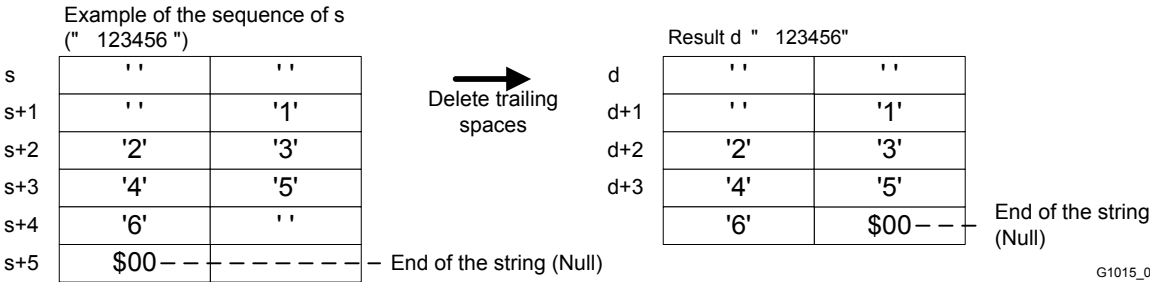 Example of the sequence of s
("   123456 ")
Result d  "   123456"
s ' ' ' ' d ' ' ' '
s+1 ' ' '1' Delete trailing d+1 ' ' '1'
spaces
s+2 '2' '3' d+2 '2' '3'
s+3 '4' '5' d+3 '4' '5'
s+4 '6' ' ' '6' $00 End of the string
(Null)
s+5 $00 End of the string (Null)
G1015_0